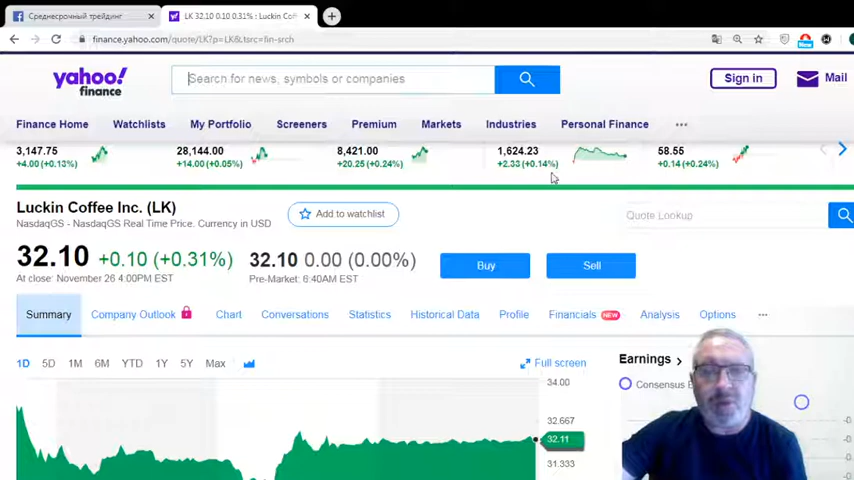 Среднесрочный трейдинг
LK 32.10 0.10 0.31% : Luckin Cof
finance.yahoo.com/quote/LK?p=LK&tsrc=fin-srch
yahoo!
finance
Search for news, symbols or companies
Sign in
Mail
Finance Home Watchlists My Portfolio Screeners Premium Markets Industries Personal Finance ...
3,147.75 28,144.00 8,421.00 1,624.23 58.55
+4.00 (+0.13%) +14.00 (+0.05%) +20.25 (+0.24%) +2.33 (+0.14%) +0.14 (+0.24%)
Luckin Coffee Inc. (LK)
NasdaqGS - NasdaqGS Real Time Price. Currency in USD
Add to watchlist
Quote Lookup
32.10 +0.10 (+0.31%)
At close: November 26 4:00PM EST
32.10 0.00 (0.00%)
Pre-Market: 6:40AM EST
Buy
Sell
Summary Company Outlook Chart Conversations Statistics Historical Data Profile Financials NEW Analysis Options ...
1D 5D 1M 6M YTD 1Y 5Y Max
Full screen
34.00
32.667
32.11
31.333
Earnings
Consensus